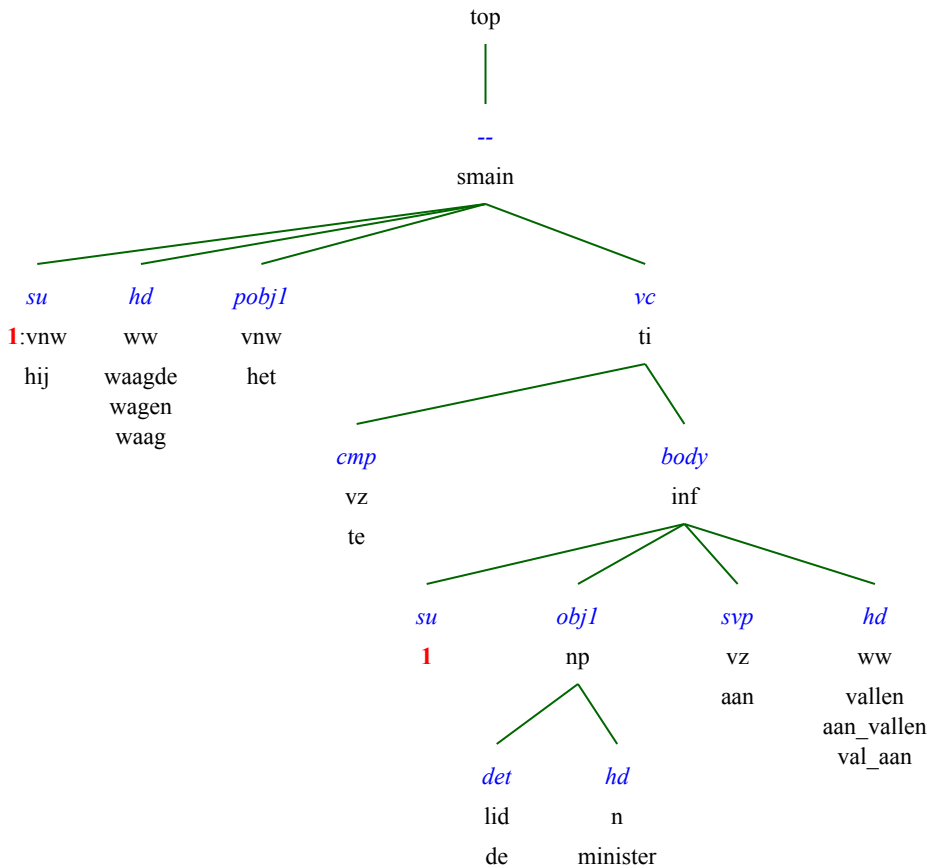 top
--
smain
su hd pobj1 vc
1:vnw ww vnw ti
hij waagde het
wagen
waag
cmp body
vz inf
te
su obj1 svp hd
1 np vz ww
aan vallen
aan_vallen
val_aan
det hd
lid n
de minister